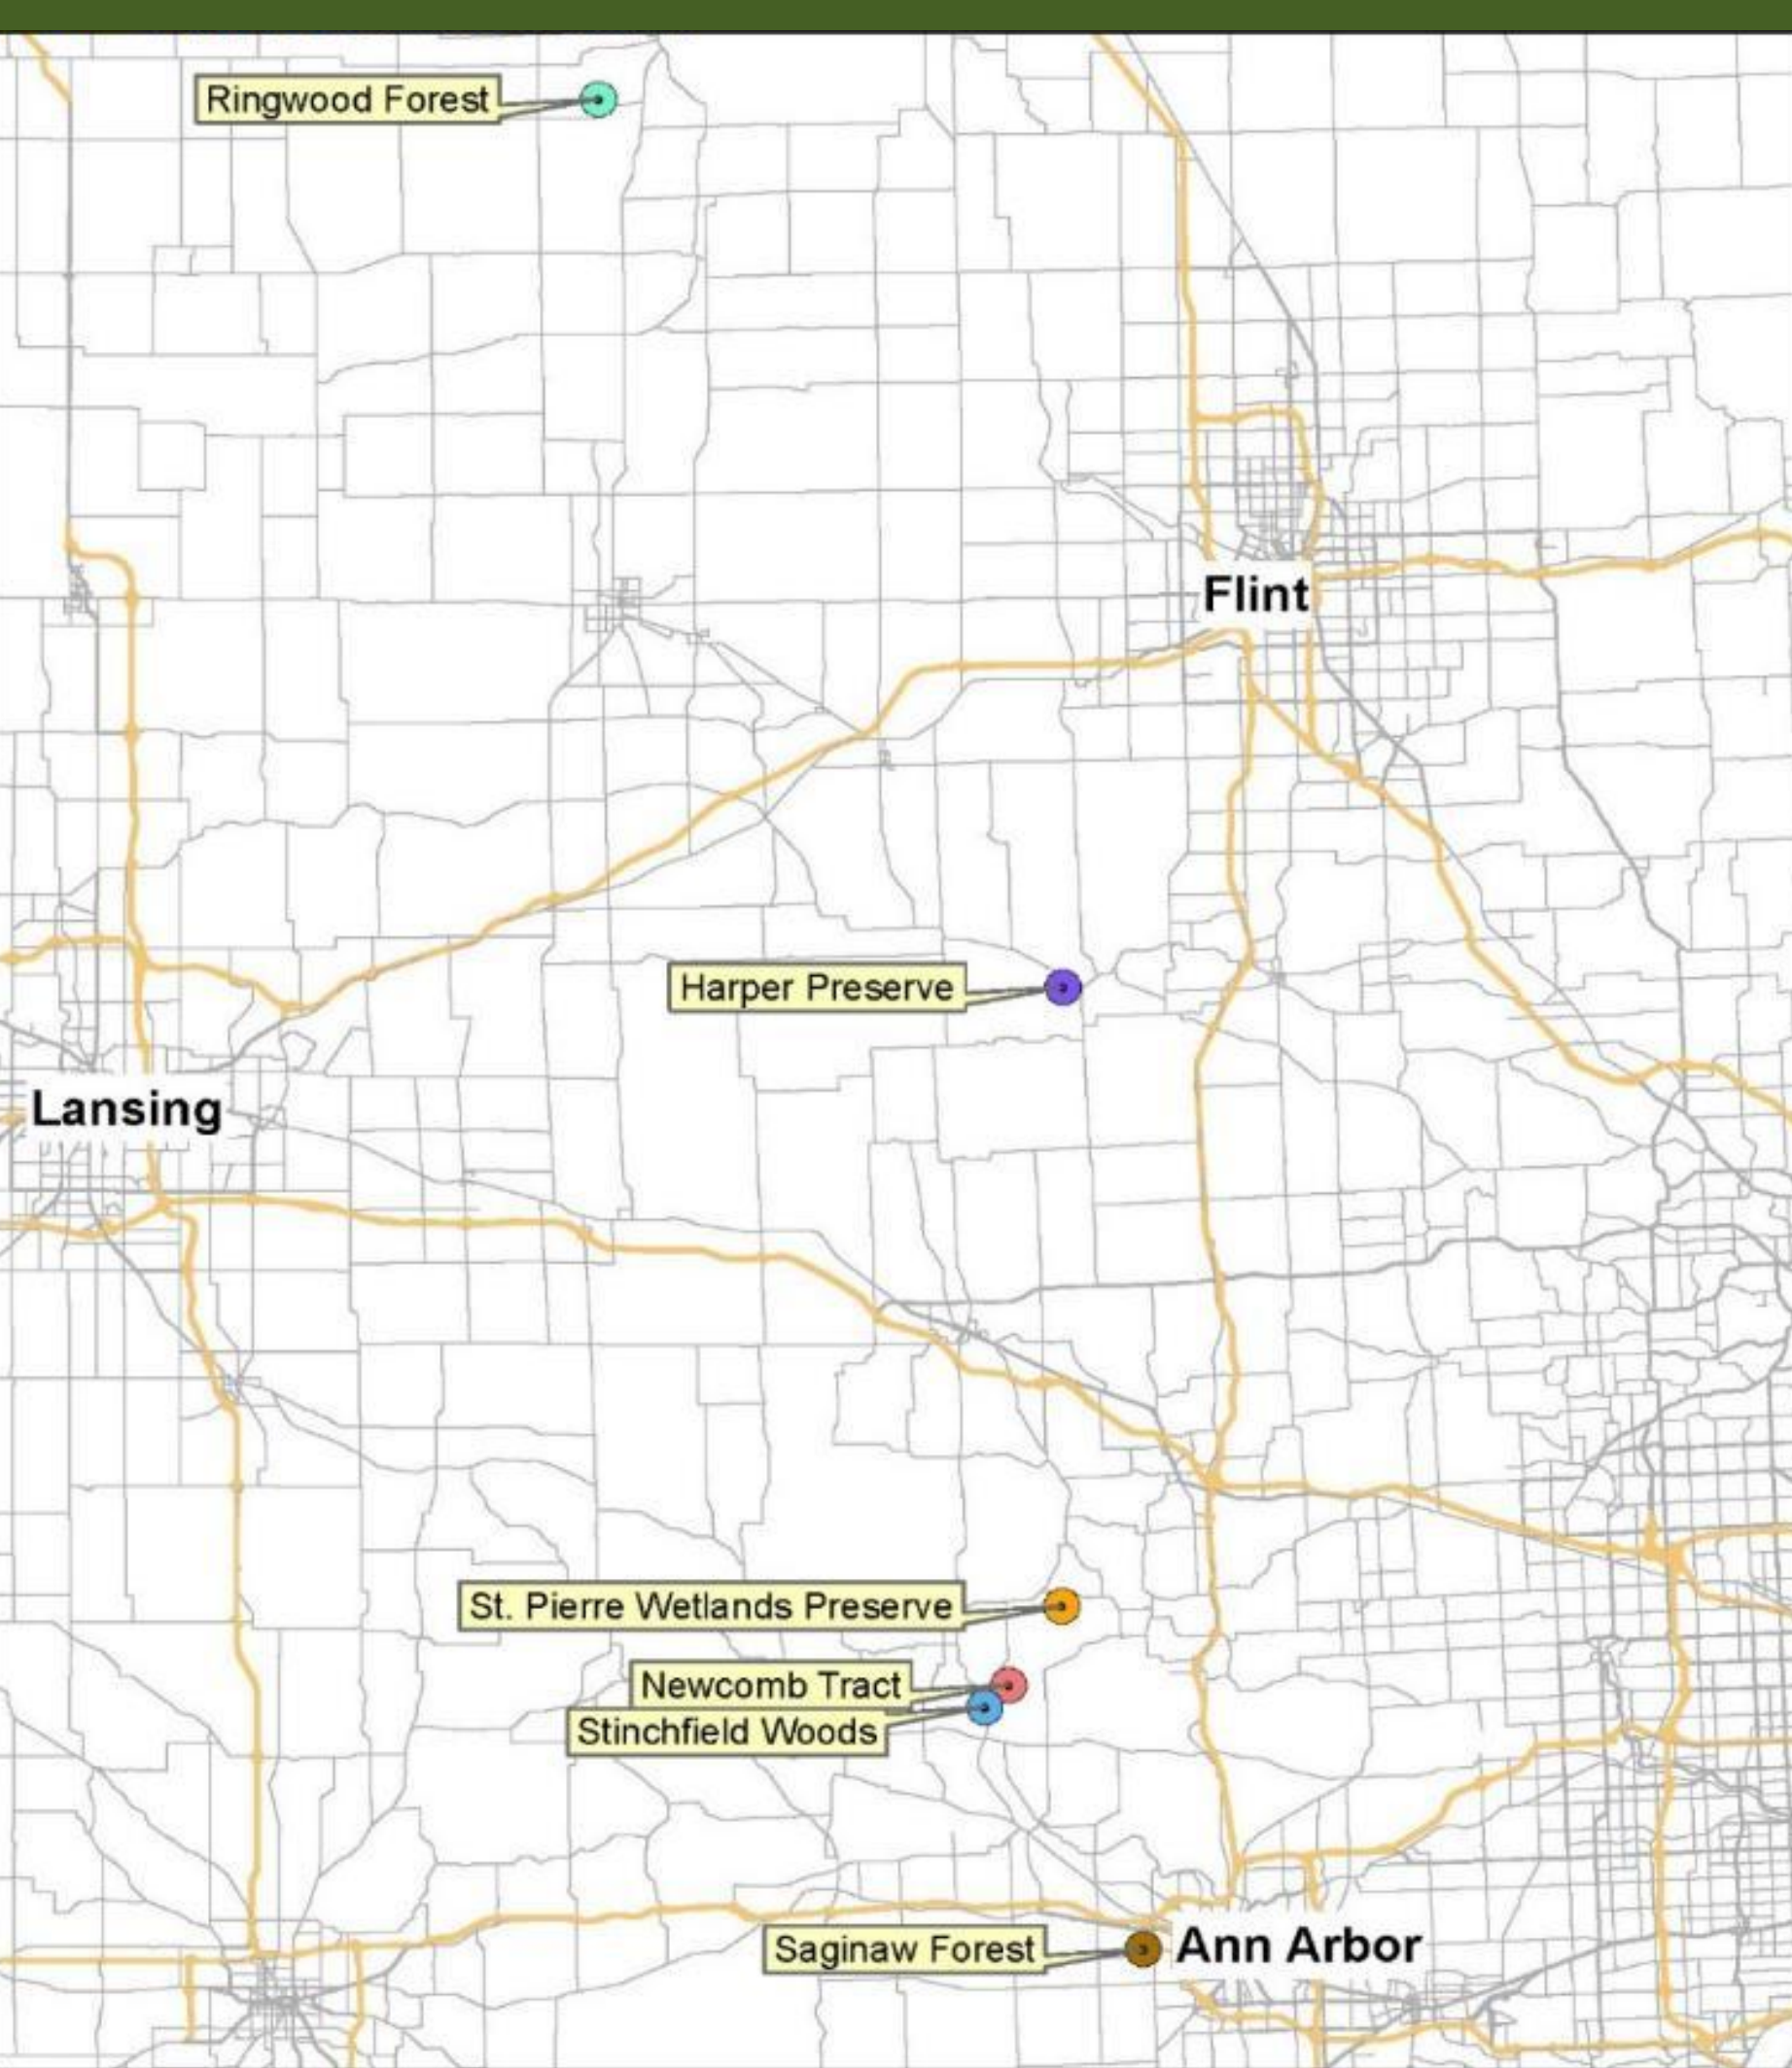 Ringwood Forest
Flint
Harper Preserve
Lansing
St. Pierre Wetlands Preserve
Newcomb Tract
Stinchfield Woods
Saginaw Forest
Ann Arbor